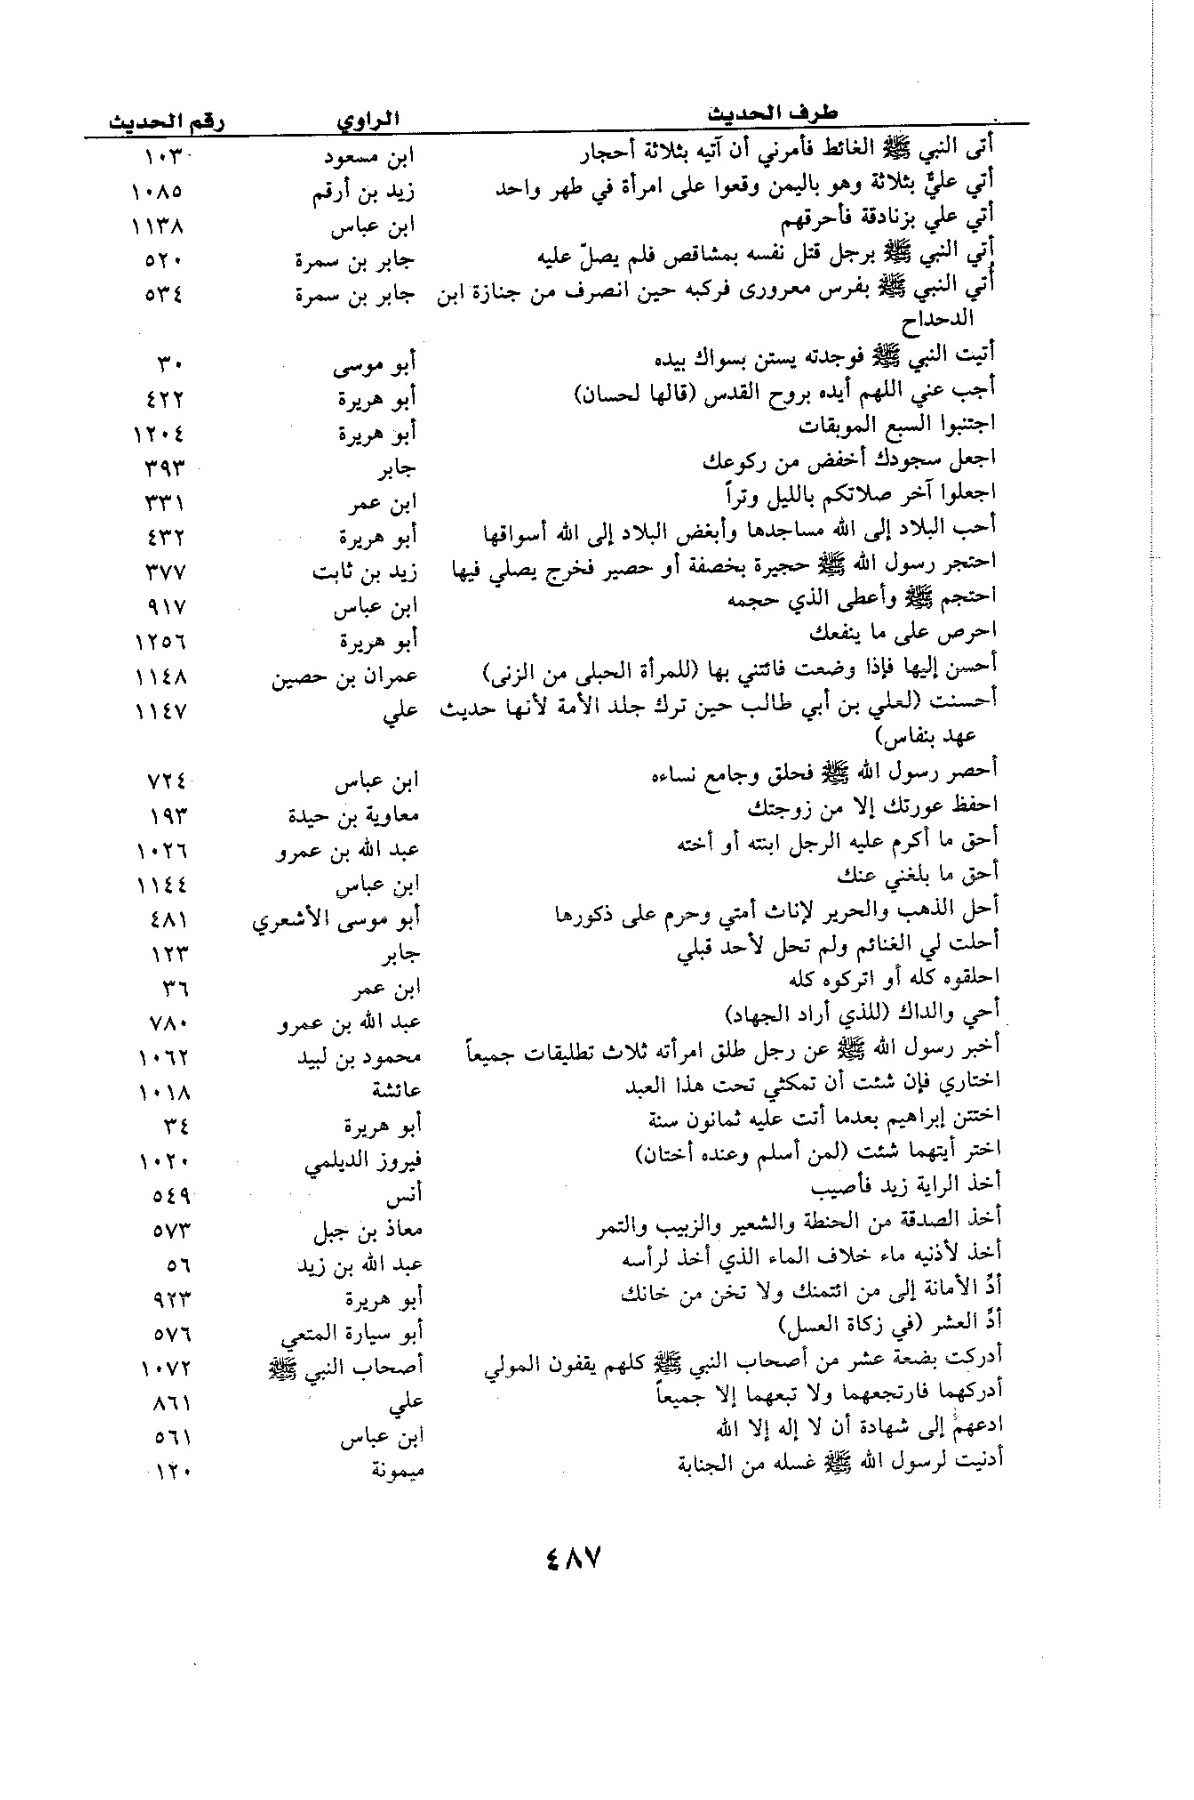 طرف الحديث الراوي رقم الحديث
أتى النبي ﷺ الغائط فأمرني أن آتيه بثلاثة أحجار ابن مسعود ١٠٣
أتي عليٌّ بثلاثة وهو باليمن وقعوا على امرأة في طهر واحد زيد بن أرقم ١٠٨٥
أتي علي بزنادقة فأحرقهم ابن عباس ١١٣٨
أتي النبي ﷺ برجل قتل نفسه بمشاقص فلم يصلّ عليه جابر بن سمرة ٥٢٠
أُتي النبي ﷺ بفرس معرورى فركبه حين انصرف من جنازة ابن جابر بن سمرة ٥٣٤
الدحداح
أتيت النبي ﷺ فوجدته يستن بسواك بيده أبو موسى ٣٠
أجب عني اللهم أيده بروح القدس (قالها لحسان) أبو هريرة ٤٢٢
اجتنبوا السبع الموبقات أبو هريرة ١٢٠٤
اجعل سجودك أخفض من ركوعك جابر ٣٩٣
اجعلوا آخر صلاتكم بالليل وتراً ابن عمر ٣٣١
أحب البلاد إلى الله مساجدها وأبغض البلاد إلى الله أسواقها أبو هريرة ٤٣٢
احتجر رسول الله ﷺ حجيرة بخصفة أو حصير فخرج يصلي فيها زيد بن ثابت ٣٧٧
احتجم ﷺ وأعطى الذي حجمه ابن عباس ٩١٧
احرص على ما ينفعك أبو هريرة ١٢٥٦
أحسن إليها فإذا وضعت فائتني بها (للمرأة الحبلى من الزنى) عمران بن حصين ١١٤٨
أحسنت (لعلي بن أبي طالب حين ترك جلد الأمة لأنها حديث علي ١١٤٧
عهد بنفاس)
أحصر رسول الله ﷺ فحلق وجامع نساءه ابن عباس ٧٢٤
احفظ عورتك إلا من زوجتك معاوية بن حيدة ١٩٣
أحق ما أكرم عليه الرجل ابنته أو أخته عبد الله بن عمرو ١٠٢٦
أحق ما بلغني عنك ابن عباس ١١٤٤
أحل الذهب والحرير لإناث أمتي وحرم على ذكورها أبو موسى الأشعري ٤٨١
أحلت لي الغنائم ولم تحل لأحد قبلي جابر ١٢٣
احلقوه كله أو اتركوه كله ابن عمر ٣٦
أحي والداك (للذي أراد الجهاد) عبد الله بن عمرو ٧٨٠
أخبر رسول الله ﷺ عن رجل طلق امرأته ثلاث تطليقات جميعاً محمود بن لبيد ١٠٦٢
اختاري فإن شئت أن تمكثي تحت هذا العبد عائشة ١٠١٨
اختتن إبراهيم بعدما أتت عليه ثمانون سنة أبو هريرة ٣٤
اختر أيتهما شئت (لمن أسلم وعنده أختان) فيروز الديلمي ١٠٢٠
أخذ الراية زيد فأصيب أنس ٥٤٩
أخذ الصدقة من الحنطة والشعير والزبيب والتمر معاذ بن جبل ٥٧٣
أخذ لأذنيه ماء خلاف الماء الذي أخذ لرأسه عبد الله بن زيد ٥٦
أدِّ الأمانة إلى من ائتمنك ولا تخن من خانك أبو هريرة ٩٢٣
أدِّ العشر (في زكاة العسل) أبو سيارة المتعي ٥٧٦
أدركت بضعة عشر من أصحاب النبي ﷺ كلهم يقفون المولي أصحاب النبي ﷺ ١٠٧٢
أدركهما فارتجعهما ولا تبعهما إلا جميعاً علي ٨٦١
ادعهم إلى شهادة أن لا إله إلا الله ابن عباس ٥٦١
أدنيت لرسول الله ﷺ غسله من الجنابة ميمونة ١٢٠
٤٨٧